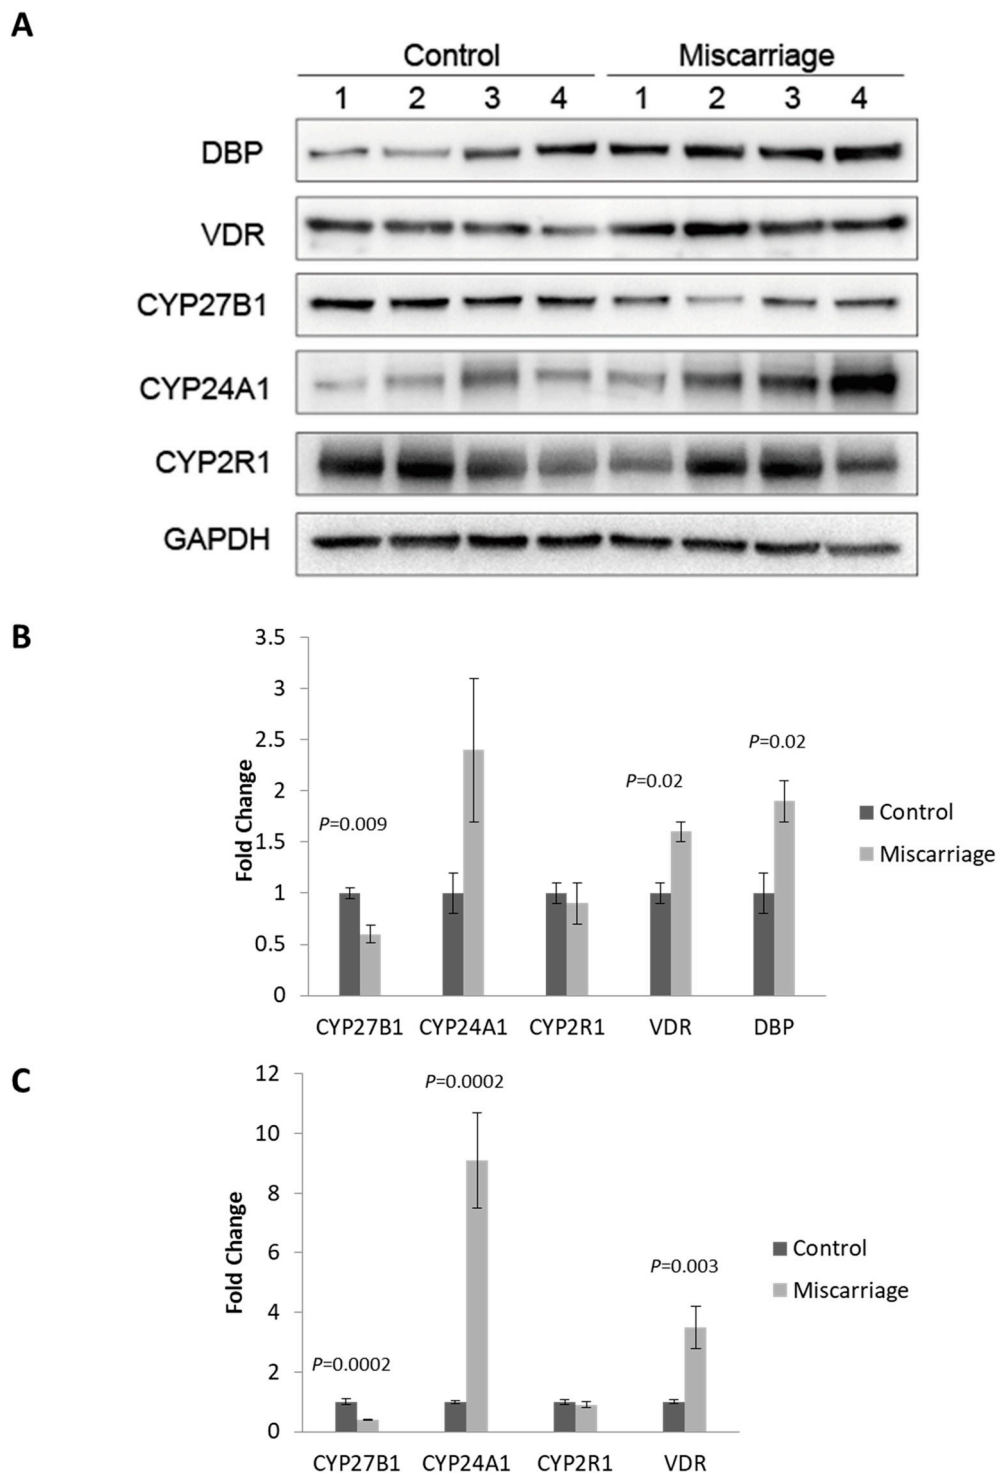 A
Control Miscarriage
1 2 3 4 1 2 3 4
DBP
VDR
CYP27B1
CYP24A1
CYP2R1
GAPDH
B
Fold Change
3.5
3
2.5
2
1.5
1
0.5
0
P=0.009
P=0.02
P=0.02
Control
Miscarriage
CYP27B1 CYP24A1 CYP2R1 VDR DBP
C
Fold Change
12
10
8
6
4
2
0
P=0.0002
P=0.0002
P=0.003
Control
Miscarriage
CYP27B1 CYP24A1 CYP2R1 VDR